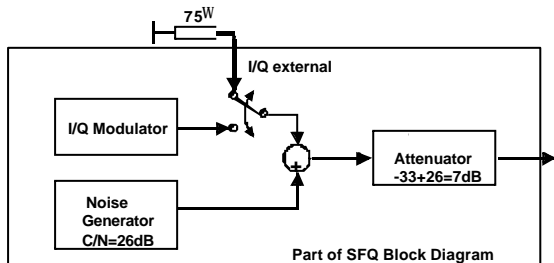 75W
I/Q external
I/Q Modulator
+
Attenuator
-33+26=7dB
Noise
Generator
C/N=26dB
Part of SFQ Block Diagram